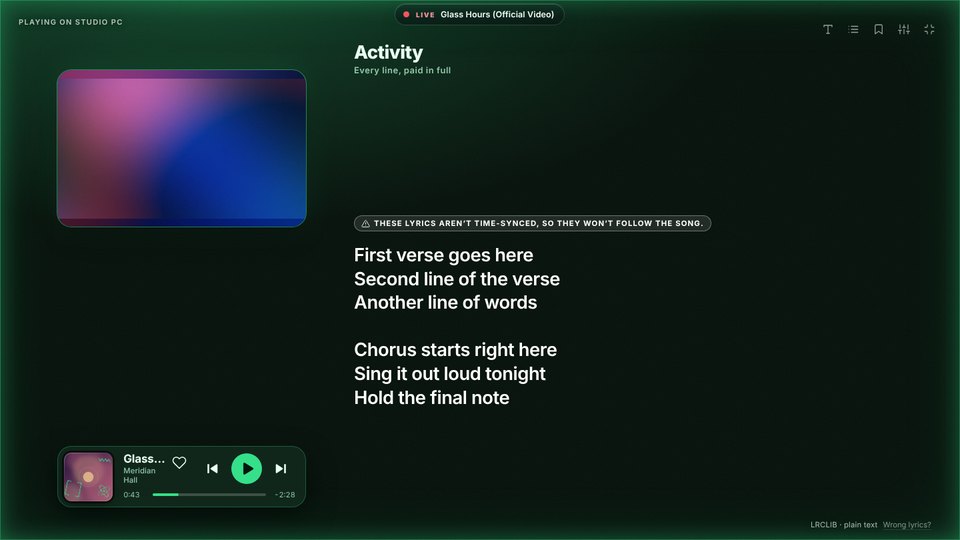 PLAYING ON STUDIO PC
LIVE Glass Hours (Official Video)
Activity
Every line, paid in full
THESE LYRICS AREN'T TIME-SYNCED, SO THEY WON'T FOLLOW THE SONG.
First verse goes here
Second line of the verse
Another line of words
Chorus starts right here
Sing it out loud tonight
Hold the final note
Glass...
Meridian
Hall
0:43
-2:28
LRCLIB · plain text Wrong lyrics?